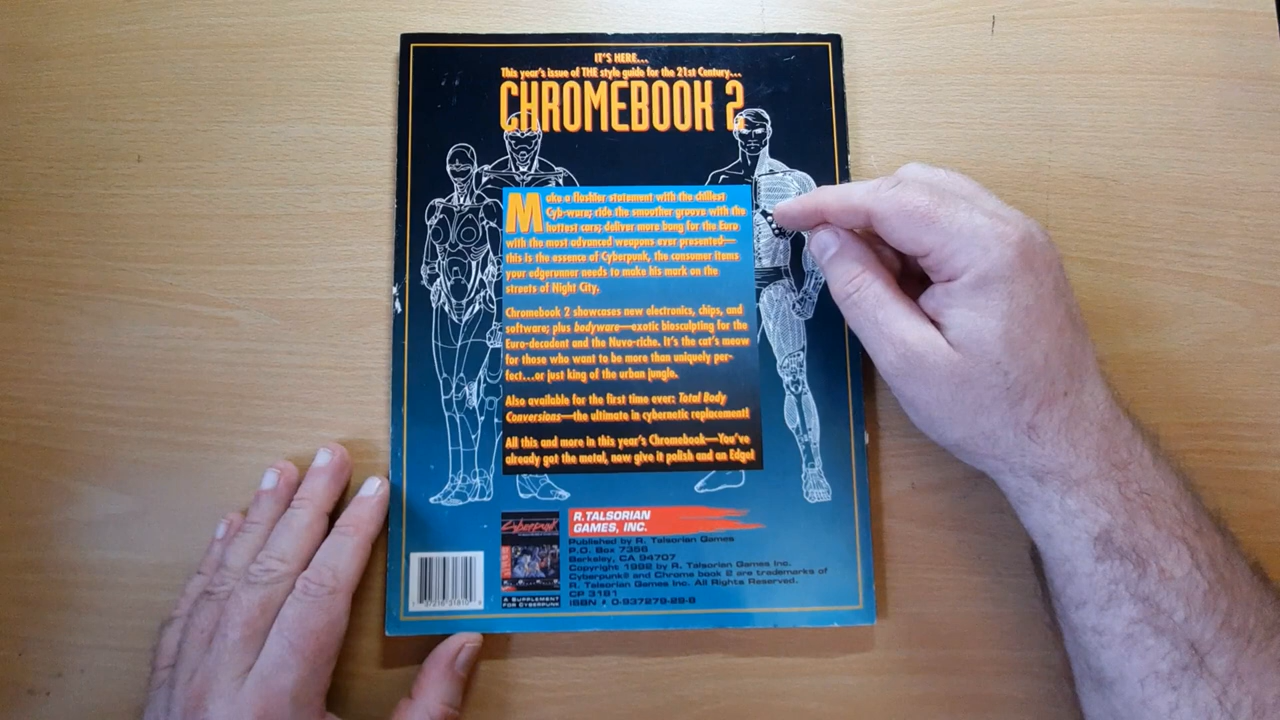 IT'S HERE...
This year's issue of THE style guide for the 21st Century...
CHROMEBOOK 2
Make a flashier statement with the chillest
Cyb-ware; ride the smoother groove with the
hottest cars; deliver more bang for the Euro
with the most advanced weapons ever presented—
this is the essence of Cyberpunk, the consumer items
your edgerunner needs to make his mark on the
streets of Night City.
Chromebook 2 showcases new electronics, chips, and
software; plus bodyware—exotic biosculpting for the
Euro-decadent and the Nuvo-riche. It's the cat's meow
for those who want to be more than uniquely per-
fect...or just king of the urban jungle.
Also available for the first time ever: Total Body
Conversions—the ultimate in cybernetic replacement!
All this and more in this year's Chromebook—You've
already got the metal, now give it polish and an Edge!
Cyberpunk
A SUPPLEMENT
FOR CYBERPUNK
R.TALSORIAN
GAMES, INC.
Published by R. Talsorian Games
P.O. Box 7356
Berkeley, CA 94707
Copyright 1992 by R. Talsorian Games Inc.
Cyberpunk® and Chrome book 2 are trademarks of
R. Talsorian Games Inc. All Rights Reserved.
CP 3181
ISBN # 0-937279-29-8